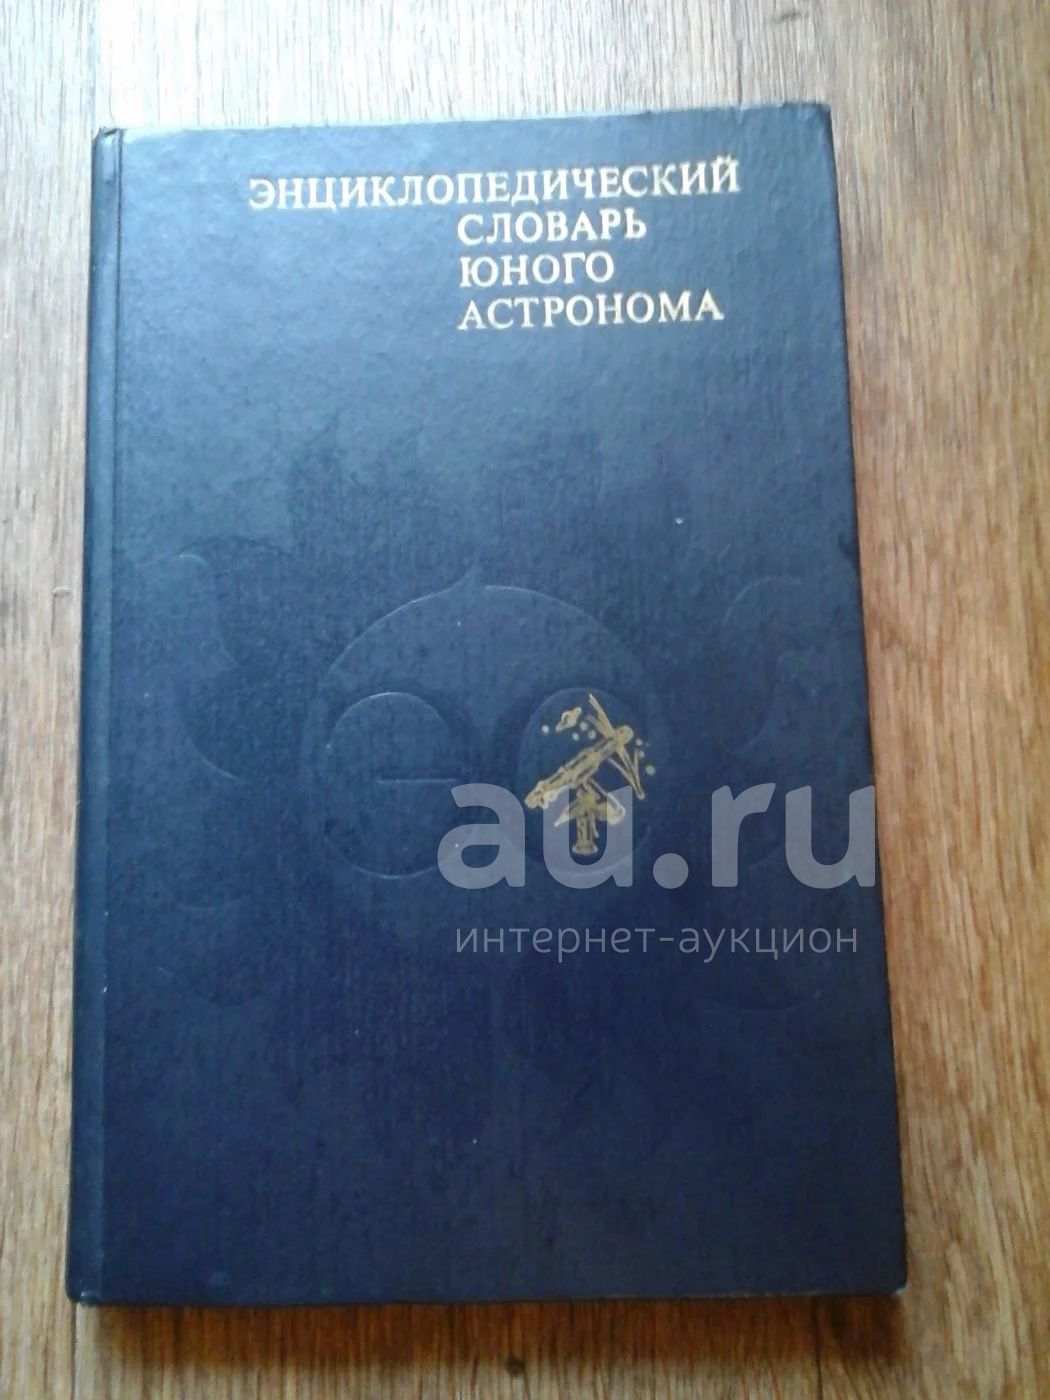 ЭНЦИКЛОПЕДИЧЕСКИЙ
СЛОВАРЬ
ЮНОГО
АСТРОНОМА
au.ru
интернет-аукцион